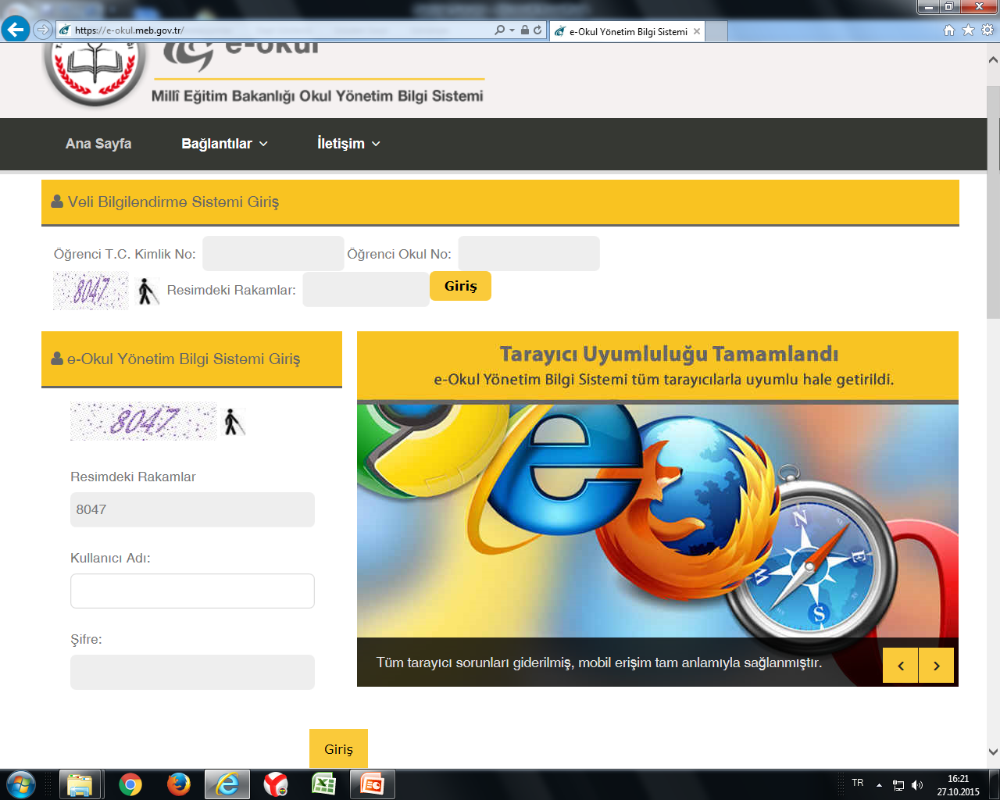 https://e-okul.meb.gov.tr/
e-Okul Yönetim Bilgi Sistemi
e-okul
Millî Eğitim Bakanlığı Okul Yönetim Bilgi Sistemi
Ana Sayfa Bağlantılar İletişim
Veli Bilgilendirme Sistemi Giriş
Öğrenci T.C. Kimlik No: Öğrenci Okul No:
8047 Resimdeki Rakamlar: Giriş
e-Okul Yönetim Bilgi Sistemi Giriş
8047
Resimdeki Rakamlar
8047
Kullanıcı Adı:
Şifre:
Giriş
Tarayıcı Uyumluluğu Tamamlandı
e-Okul Yönetim Bilgi Sistemi tüm tarayıcılarla uyumlu hale getirildi.
N
E
W
S
Tüm tarayıcı sorunları giderilmiş, mobil erişim tam anlamıyla sağlanmıştır.
TR
16:21
27.10.2015